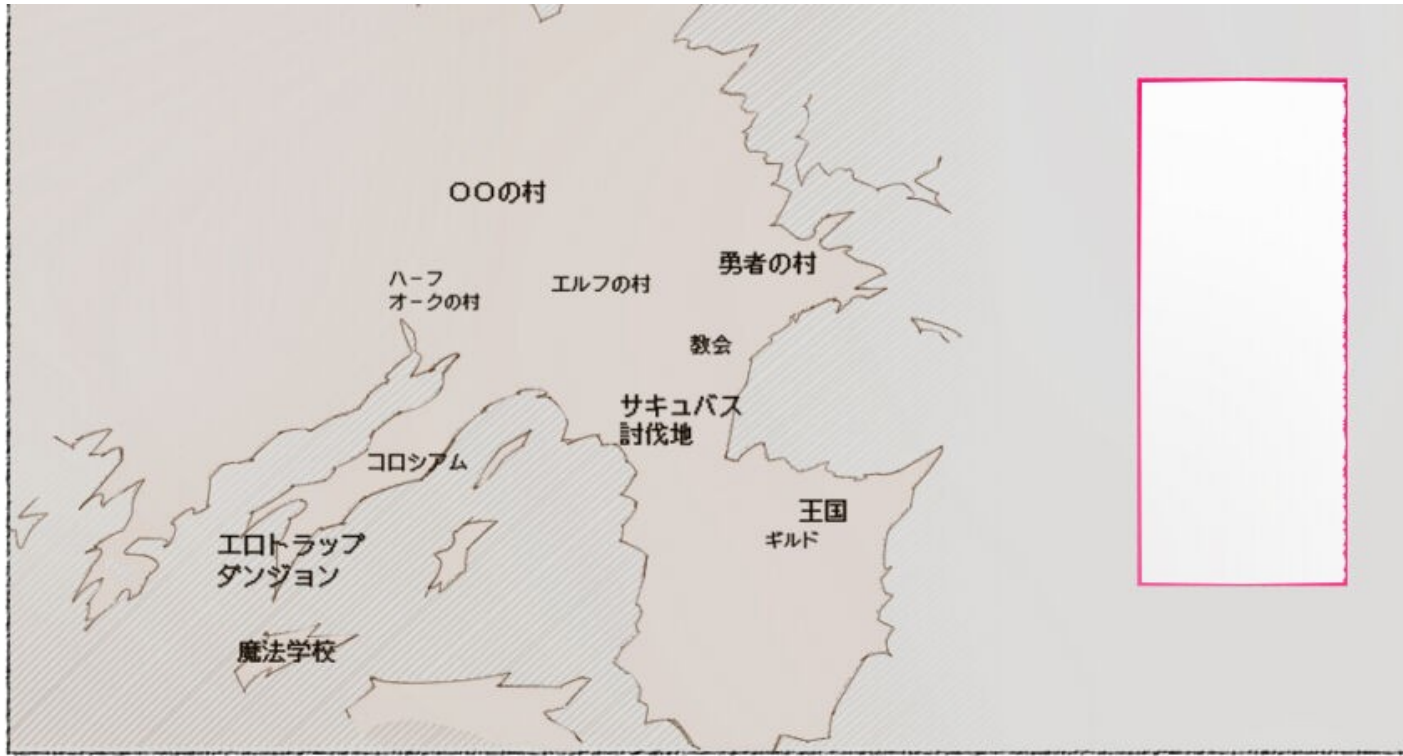 〇〇の村
勇者の村
ハーフ
オークの村
エルフの村
教会
サキュバス
討伐地
コロシアム
王国
ギルド
エロトラップ
ダンジョン
魔法学校